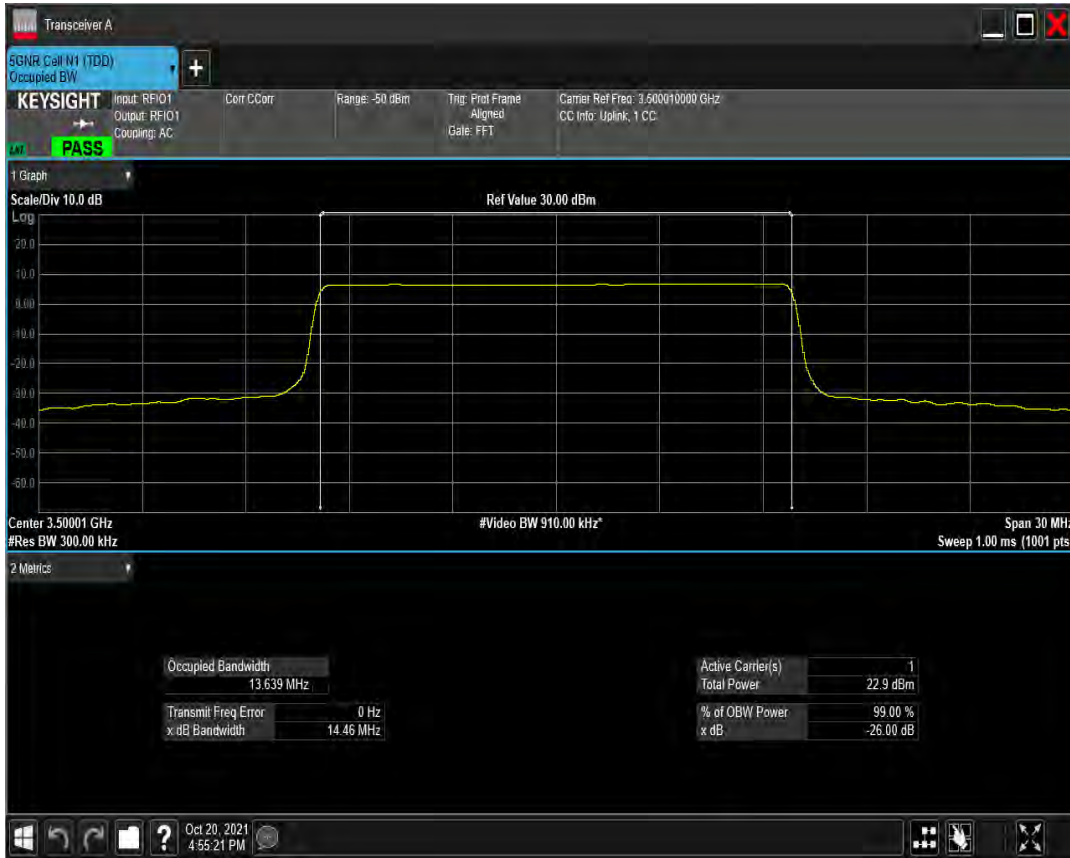 Transceiver A
5GNR Cell N1 (TDD)
Occupied BW
KEYSIGHT
Input: RFIO1
Output: RFIO1
Coupling: AC
Corr CCorr
Range: -50 dBm
Trig: Prot Frame
Aligned
Gate: FFT
Carrier Ref Freq: 3.500010000 GHz
CC Info: Uplink, 1 CC
PASS
1 Graph
Scale/Div 10.0 dB
Ref Value 30.00 dBm
Log
20.0
10.0
0.00
-10.0
-20.0
-30.0
-40.0
-50.0
-60.0
Center 3.50001 GHz
#Video BW 910.00 kHz*
Span 30 MHz
#Res BW 300.00 kHz
Sweep 1.00 ms (1001 pts
2 Metrics
Occupied Bandwidth
13.639 MHz
Transmit Freq Error 0 Hz
x dB Bandwidth 14.46 MHz
Active Carrier(s) 1
Total Power 22.9 dBm
% of OBW Power 99.00 %
x dB -26.00 dB
?
Oct 20, 2021
4:55:21 PM